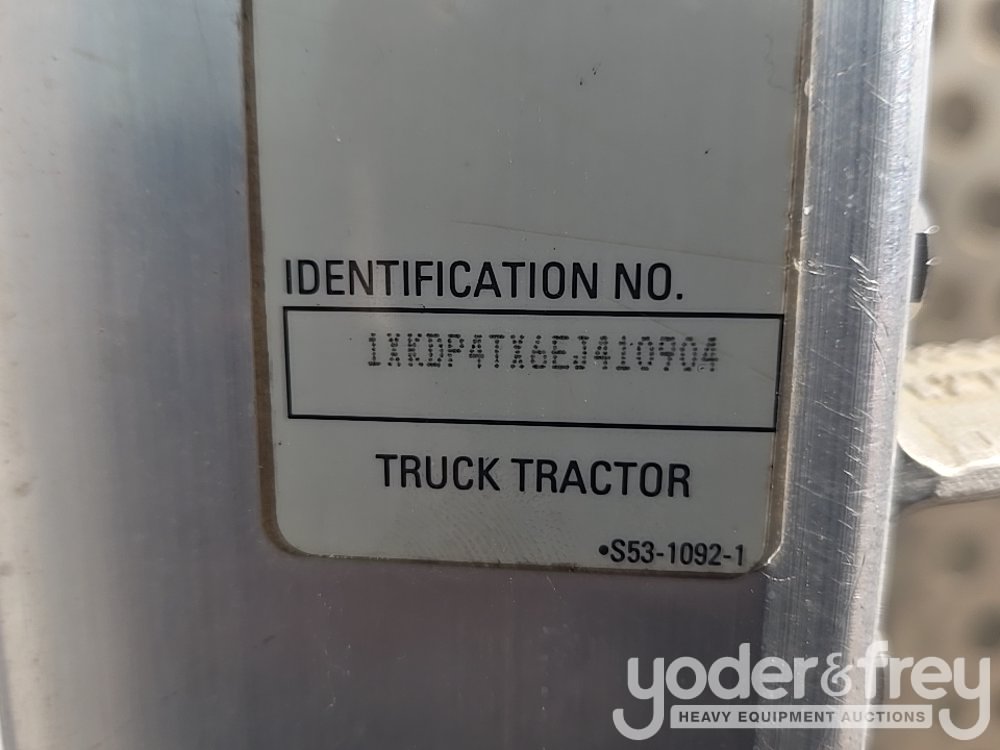 IDENTIFICATION NO.
1XKDP4TX6EJ410904
TRUCK TRACTOR
•S53-1092-1
yoder&frey
HEAVY EQUIPMENT AUCTIONS